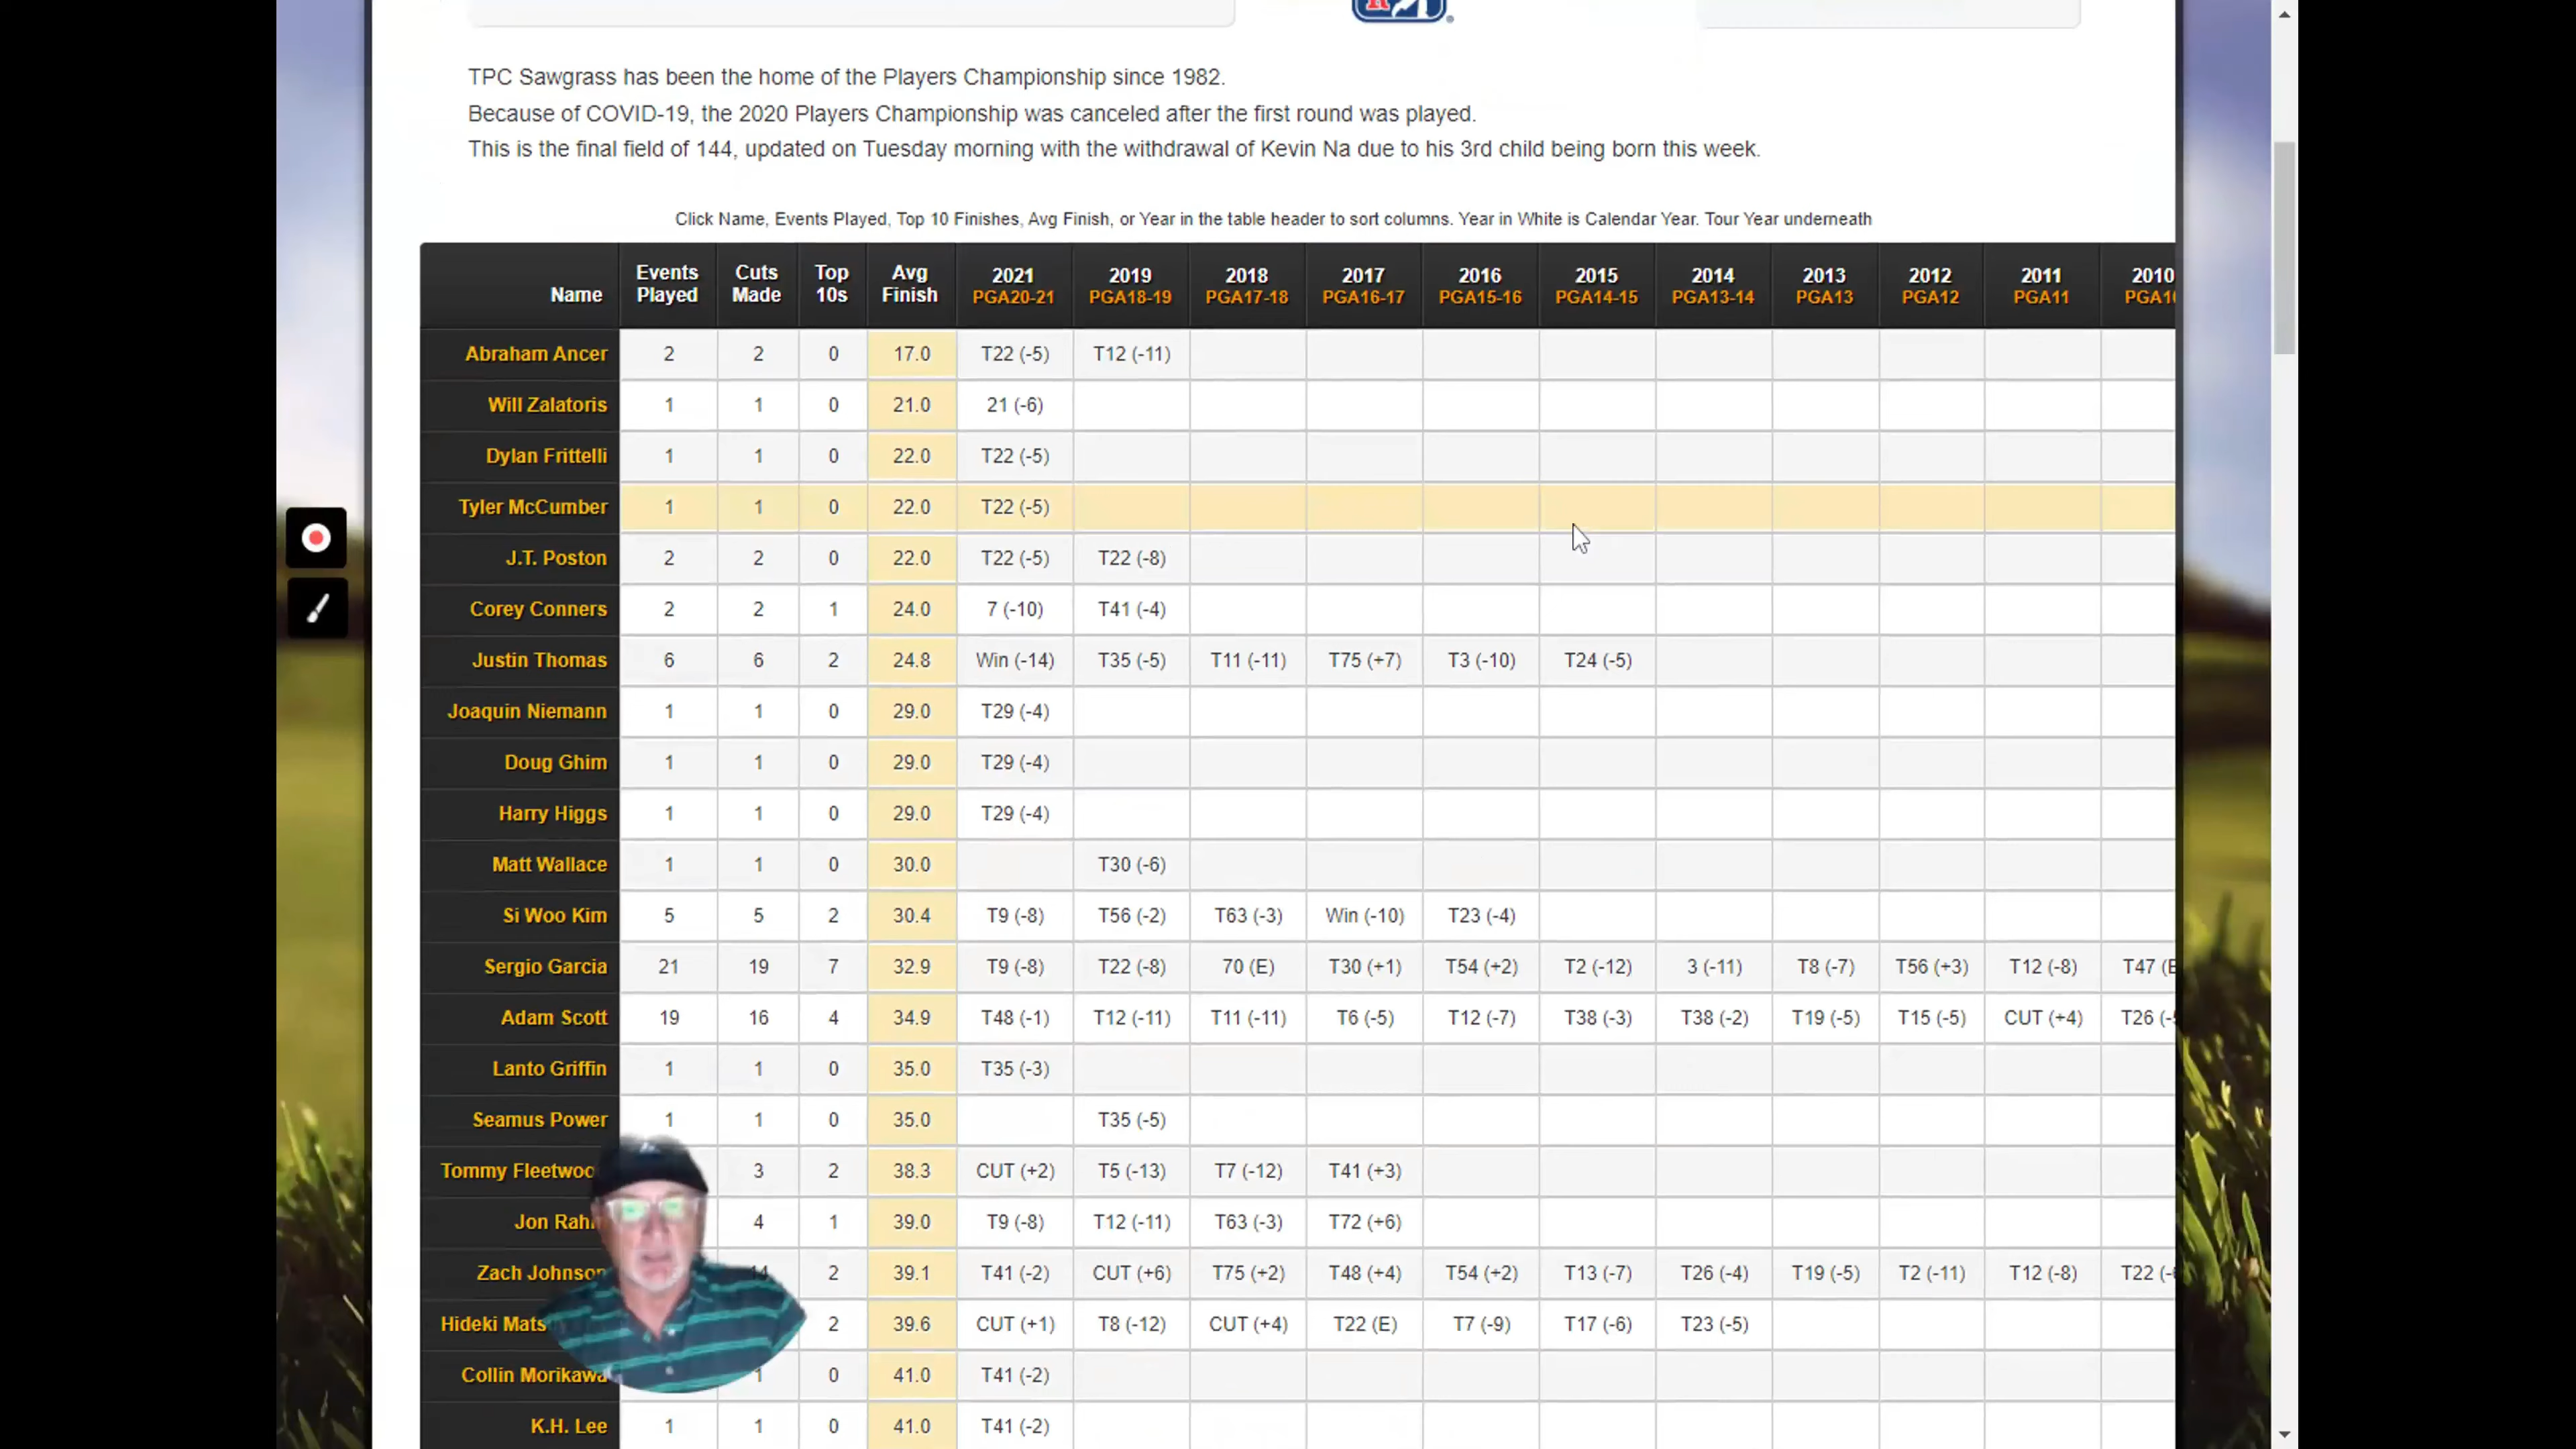 TPC Sawgrass has been the home of the Players Championship since 1982.
Because of COVID-19, the 2020 Players Championship was canceled after the first round was played.
This is the final field of 144, updated on Tuesday morning with the withdrawal of Kevin Na due to his 3rd child being born this week.
Click Name, Events Played, Top 10 Finishes, Avg Finish, or Year in the table header to sort columns. Year in White is Calendar Year. Tour Year underneath
Name Events Played Cuts Made Top 10s Avg Finish 2021 PGA20-21 2019 PGA18-19 2018 PGA17-18 2017 PGA16-17 2016 PGA15-16 2015 PGA14-15 2014 PGA13-14 2013 PGA13 2012 PGA12 2011 PGA11 2010
Abraham Ancer 2 2 0 17.0 T22 (-5) T12 (-11)
Will Zalatoris 1 1 0 21.0 21 (-6)
Dylan Frittelli 1 1 0 22.0 T22 (-5)
Tyler McCumber 1 1 0 22.0 T22 (-5)
J.T. Poston 2 2 0 22.0 T22 (-5) T22 (-8)
Corey Conners 2 2 1 24.0 7 (-10) T41 (-4)
Justin Thomas 6 6 2 24.8 Win (-14) T35 (-5) T11 (-11) T75 (+7) T3 (-10) T24 (-5)
Joaquin Niemann 1 1 0 29.0 T29 (-4)
Doug Ghim 1 1 0 29.0 T29 (-4)
Harry Higgs 1 1 0 29.0 T29 (-4)
Matt Wallace 1 1 0 30.0 T30 (-6)
Si Woo Kim 5 5 2 30.4 T9 (-8) T56 (-2) T63 (-3) Win (-10) T23 (-4)
Sergio Garcia 21 19 7 32.9 T9 (-8) T22 (-8) 70 (E) T30 (+1) T54 (+2) T2 (-12) 3 (-11) T8 (-7) T56 (+3) T12 (-8) T47
Adam Scott 19 16 4 34.9 T48 (-1) T12 (-11) T11 (-11) T6 (-5) T12 (-7) T38 (-3) T38 (-2) T19 (-5) T15 (-5) CUT (+4) T26
Lanto Griffin 1 1 0 35.0 T35 (-3)
Seamus Power 1 1 0 35.0 T35 (-5)
Tommy Fleetwoo 3 2 38.3 CUT (+2) T5 (-13) T7 (-12) T41 (+3)
Jon Rah 4 1 39.0 T9 (-8) T12 (-11) T63 (-3) T72 (+6)
Zach Johnson 14 2 39.1 T41 (-2) CUT (+6) T75 (+2) T48 (+4) T54 (+2) T13 (-7) T26 (-4) T19 (-5) T2 (-11) T12 (-8) T22
Hideki Mats 2 39.6 CUT (+1) T8 (-12) CUT (+4) T22 (E) T7 (-9) T17 (-6) T23 (-5)
Collin Morikawa 1 0 41.0 T41 (-2)
K.H. Lee 1 1 0 41.0 T41 (-2)